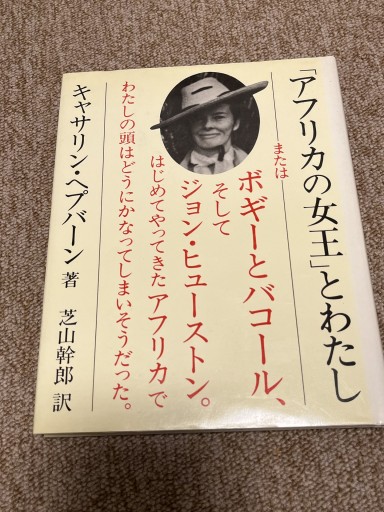 「アフリカの女王」とわたし
または
ボギーとバコール、
そして
ジョン・ヒューストン。
はじめてやってきたアフリカで
わたしの頭はどうにかなってしまいそうだった。
キャサリン・ヘプバーン 著
芝山幹郎 訳